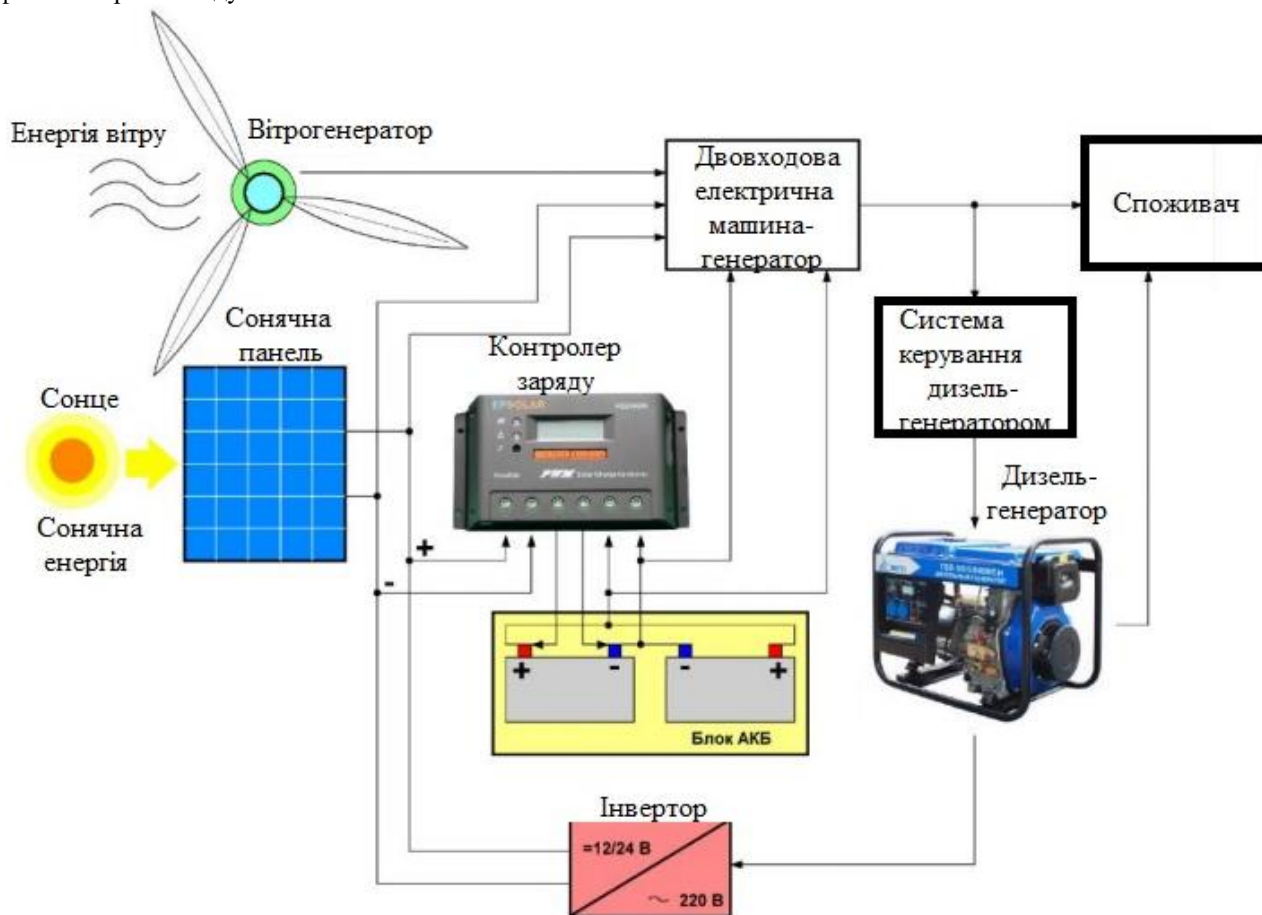 Енергія вітру
Вітрогенератор
Двовходова
електрична
машина-
генератор
Споживач
Сонячна
панель
Контролер
заряду
Система
керування
дизель-
генератором
Сонце
Сонячна
енергія
EPSOLAR
Дизель-
генератор
+
-
+
-
-
+
Блок АКБ
Інвертор
=12/24 В
~ 220 В